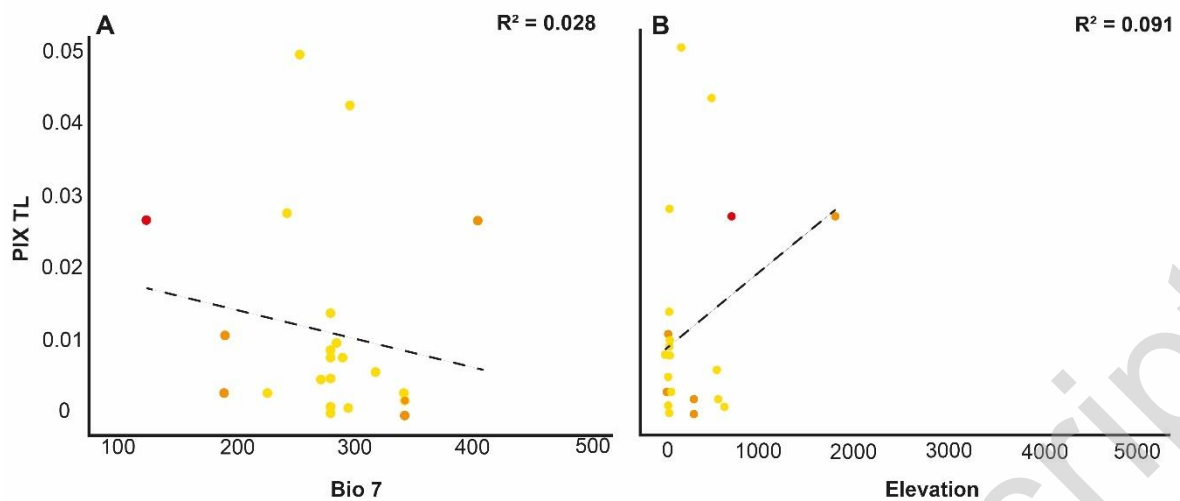 A
R² = 0.028
B
R² = 0.091
PIX TL
0.05
0.04
0.03
0.02
0.01
0
100 200 300 400 500
0 1000 2000 3000 4000 5000
Bio 7
Elevation
script